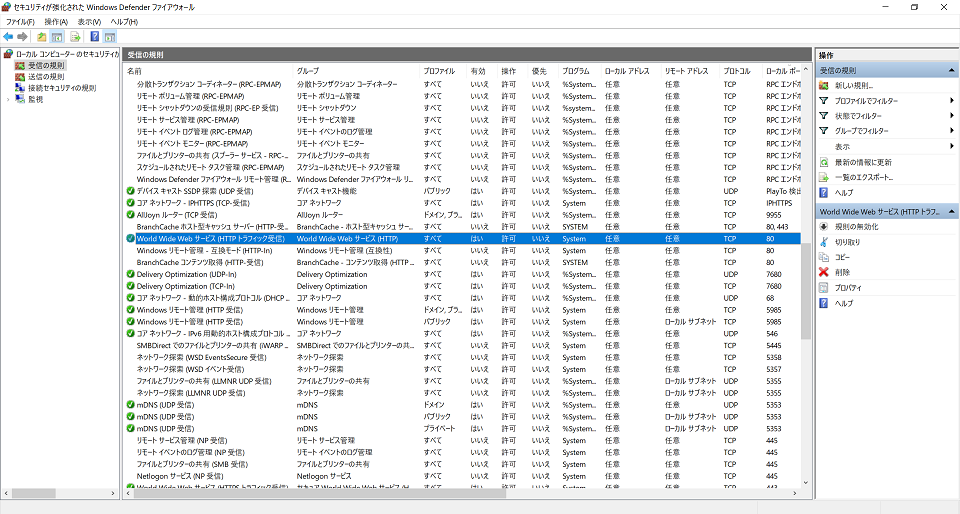 セキュリティが強化された Windows Defender ファイアウォール
ファイル(F) 操作(A) 表示(V) ヘルプ(H)
ローカル コンピューターのセキュリティが
受信の規則
送信の規則
接続セキュリティの規則
監視
受信の規則
名前 グループ プロファイル 有効 操作 優先 プログラム ローカル アドレス リモート アドレス プロトコル ローカル ポー
分散トランザクション コーディネーター (RPC-EPMAP) 分散トランザクション コーディネーター すべて いいえ 許可 いいえ %System... 任意 任意 TCP RPC エンドポ
リモート ボリューム管理 (RPC-EPMAP) リモート ボリューム管理 すべて いいえ 許可 いいえ %System... 任意 任意 TCP RPC エンドポ
リモート シャットダウンの受信規則 (RPC-EP 受信) リモート シャットダウン すべて いいえ 許可 いいえ %System... 任意 任意 TCP RPC エンドポ
リモート サービス管理 (RPC-EPMAP) リモート サービス管理 すべて いいえ 許可 いいえ %System... 任意 任意 TCP RPC エンドポ
リモート イベント ログ管理 (RPC-EPMAP) リモート イベントのログ管理 すべて いいえ 許可 いいえ %System... 任意 任意 TCP RPC エンドポ
リモート イベント モニター (RPC-EPMAP) リモート イベント モニター すべて いいえ 許可 いいえ %System... 任意 任意 TCP RPC エンドポ
ファイルとプリンターの共有 (スプーラー サービス - RPC-... ファイルとプリンターの共有 すべて いいえ 許可 いいえ %System... 任意 任意 TCP RPC エンドポ
スケジュールされたリモート タスク管理 (RPC-EPMAP) スケジュールされたリモート タスク管理 すべて いいえ 許可 いいえ %System... 任意 任意 TCP RPC エンドポ
Windows Defender ファイアウォール リモート管理 (R... Windows Defender ファイアウォール リ... すべて いいえ 許可 いいえ %System... 任意 任意 TCP RPC エンドポ
デバイス キャスト SSDP 探索 (UDP 受信) デバイス キャスト機能 パブリック はい 許可 いいえ %System... 任意 任意 UDP PlayTo 検出
コア ネットワーク - IPHTTPS (TCP-受信) コア ネットワーク すべて はい 許可 いいえ System 任意 任意 TCP IPHTTPS
AllJoyn ルーター (TCP 受信) AllJoyn ルーター ドメイン, プラ... はい 許可 いいえ %System... 任意 任意 TCP 9955
BranchCache ホスト型キャッシュ サーバー (HTTP-受... BranchCache - ホスト型キャッシュ サー... すべて いいえ 許可 いいえ SYSTEM 任意 任意 TCP 80, 443
World Wide Web サービス (HTTP トラフィック受信) World Wide Web サービス (HTTP) すべて はい 許可 いいえ System 任意 任意 TCP 80
Windows リモート管理 - 互換モード (HTTP-In) Windows リモート管理 (互換性) すべて いいえ 許可 いいえ System 任意 任意 TCP 80
BranchCache コンテンツ取得 (HTTP-受信) BranchCache - コンテンツ取得 (HTTP ... すべて いいえ 許可 いいえ SYSTEM 任意 任意 TCP 80
Delivery Optimization (UDP-In) Delivery Optimization すべて はい 許可 いいえ %System... 任意 任意 UDP 7680
Delivery Optimization (TCP-In) Delivery Optimization すべて はい 許可 いいえ %System... 任意 任意 TCP 7680
コア ネットワーク - 動的ホスト構成プロトコル (DHCP ... コア ネットワーク すべて はい 許可 いいえ %System... 任意 任意 UDP 68
Windows リモート管理 (HTTP 受信) Windows リモート管理 ドメイン, プラ... はい 許可 いいえ System 任意 任意 TCP 5985
Windows リモート管理 (HTTP 受信) Windows リモート管理 パブリック はい 許可 いいえ System 任意 ローカル サブネット TCP 5985
コア ネットワーク - IPv6 用動的ホスト構成プロトコル ... コア ネットワーク すべて はい 許可 いいえ %System... 任意 任意 UDP 546
SMBDirect でのファイルとプリンターの共有 (iWARP ... SMBDirect でのファイルとプリンターの共... すべて いいえ 許可 いいえ System 任意 任意 TCP 5445
ネットワーク探索 (WSD EventsSecure 受信) ネットワーク探索 すべて いいえ 許可 いいえ System 任意 任意 TCP 5358
ネットワーク探索 (WSD イベント受信) ネットワーク探索 すべて いいえ 許可 いいえ System 任意 任意 TCP 5357
ファイルとプリンターの共有 (LLMNR UDP 受信) ファイルとプリンターの共有 すべて いいえ 許可 いいえ %System... 任意 ローカル サブネット UDP 5355
ネットワーク探索 (LLMNR UDP 受信) ネットワーク探索 すべて いいえ 許可 いいえ %System... 任意 ローカル サブネット UDP 5355
mDNS (UDP 受信) mDNS ドメイン はい 許可 いいえ %System... 任意 任意 UDP 5353
mDNS (UDP 受信) mDNS パブリック はい 許可 いいえ %System... 任意 ローカル サブネット UDP 5353
mDNS (UDP 受信) mDNS プライベート はい 許可 いいえ %System... 任意 ローカル サブネット UDP 5353
リモート サービス管理 (NP 受信) リモート サービス管理 すべて いいえ 許可 いいえ System 任意 任意 TCP 445
リモート イベントのログ管理 (NP 受信) リモート イベントのログ管理 すべて いいえ 許可 いいえ System 任意 任意 TCP 445
ファイルとプリンターの共有 (SMB 受信) ファイルとプリンターの共有 すべて いいえ 許可 いいえ System 任意 任意 TCP 445
Netlogon サービス (NP 受信) Netlogon サービス すべて いいえ 許可 いいえ System 任意 任意 TCP 445
World Wide Web サービス (HTTPS トラフィック受信) セキュア World Wide Web サービス (H... すべて はい 許可 いいえ System 任意 任意 TCP 443
操作
受信の規則
新しい規則...
プロファイルでフィルター
状態でフィルター
グループでフィルター
表示
最新の情報に更新
一覧のエクスポート...
ヘルプ
World Wide Web サービス (HTTP トラフ...
規則の無効化
切り取り
コピー
削除
プロパティ
ヘルプ